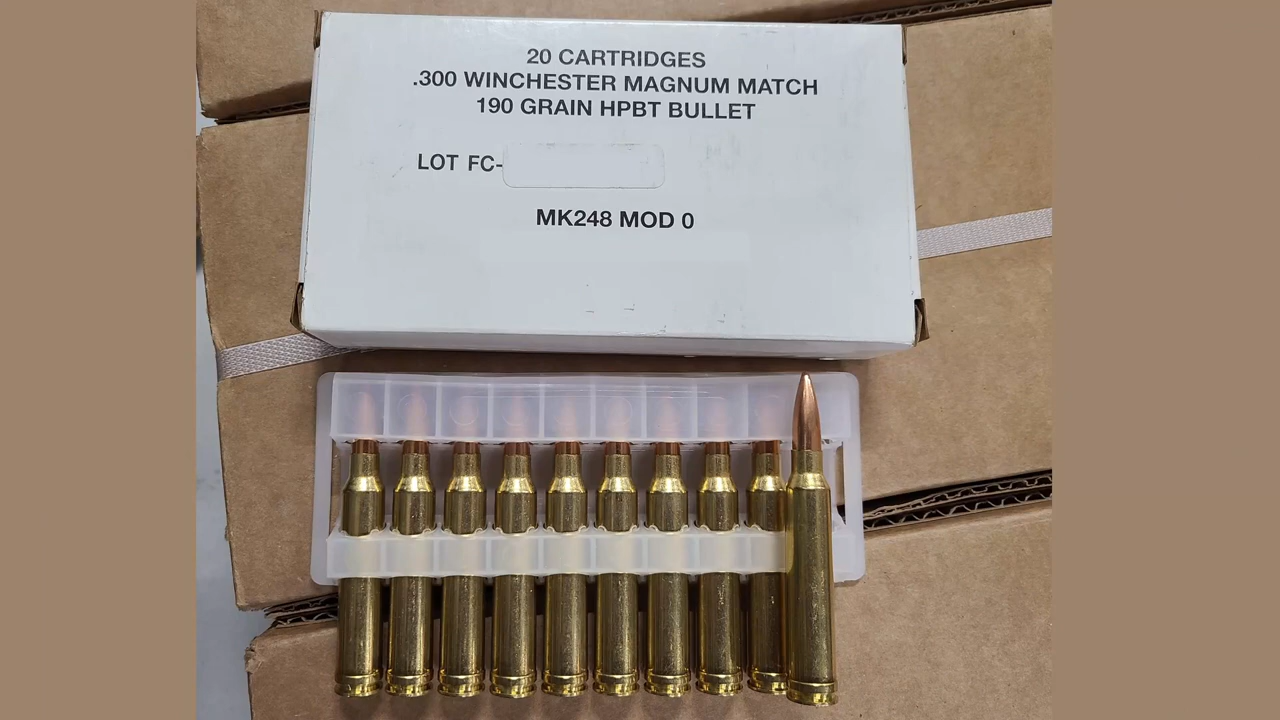 20 CARTRIDGES
.300 WINCHESTER MAGNUM MATCH
190 GRAIN HPBT BULLET
LOT FC-
MK248 MOD 0